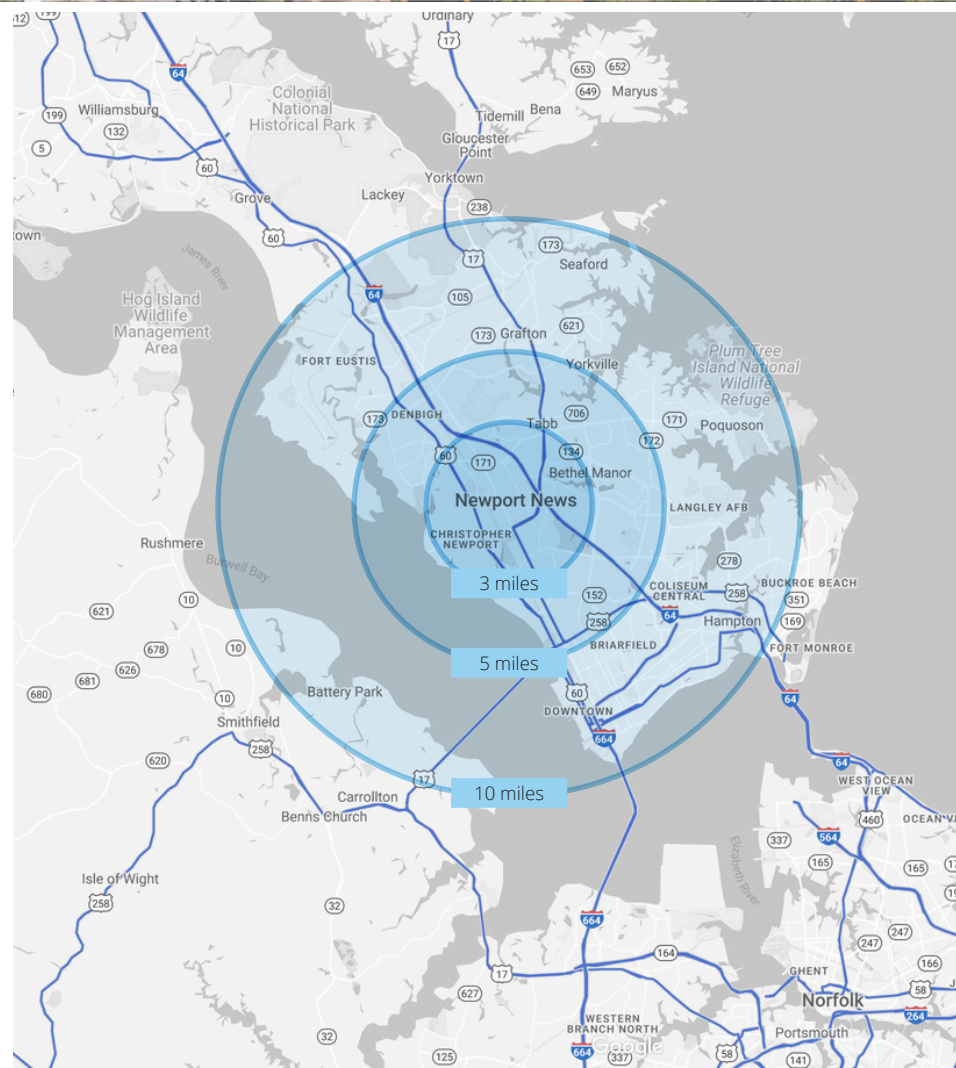 Ordinary
199
612
17
64
653
652
649
Maryus
Colonial
National
Historical Park
Williamsburg
199
132
5
Tidemill
Bena
Gloucester
Point
60
Yorktown
Lackey
Grove
238
60
town
James River
173
17
Seaford
64
105
Hog Island
Wildlife
Management
Area
621
173
Grafton
Plum Tree
Island National
Wildlife
Refuge
FORT EUSTIS
Yorkville
173
DENBIGH
706
171
Tabb
Poquoson
172
60
171
134
Bethel Manor
Newport News
LANGLEY AFB
CHRISTOPHER
NEWPORT
Rushmere
Burwell Bay
278
3 miles
COLISEUM
CENTRAL
BUCKROE BEACH
258
152
351
10
621
64
169
258
Hampton
678
10
BRIARFIELD
FORT MONROE
5 miles
626
681
680
10
Battery Park
60
64
DOWNTOWN
Smithfield
664
258
620
64
17
WEST OCEAN
VIEW
10 miles
Carrollton
Benns Church
460
OCEAN V
564
337
165
165
17
Elizabeth River
Isle of Wight
258
32
19
664
247
247
164
166
17
GHENT
58
627
Norfolk
264
WESTERN
BRANCH NORTH
Portsmouth
32
Google
664
337
58
125
141